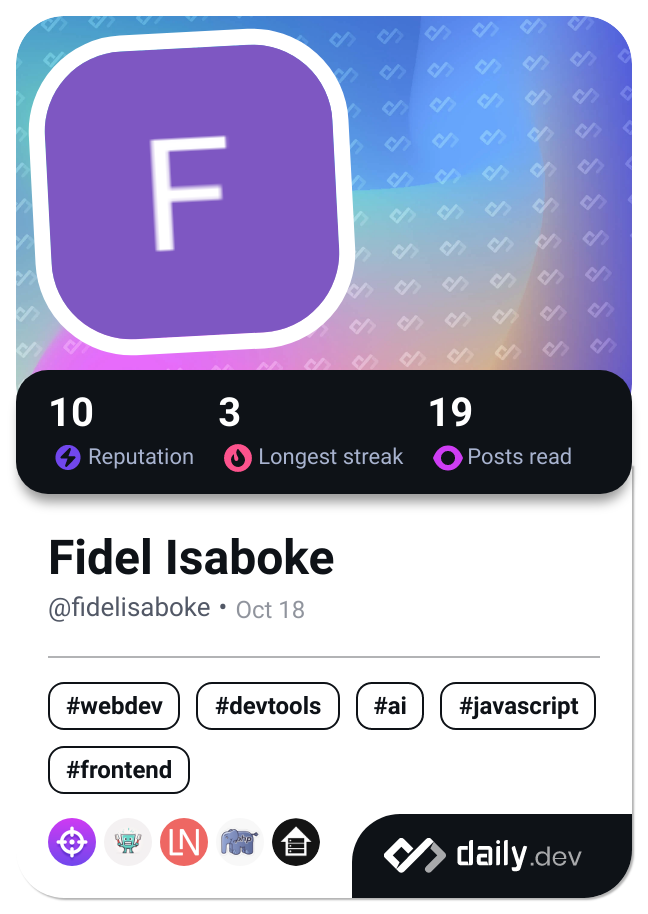 F
10 3 19
Reputation Longest streak Posts read
Fidel Isaboke
@fidelisaboke • Oct 18
#webdev #devtools #ai #javascript
#frontend
LN php
daily.dev